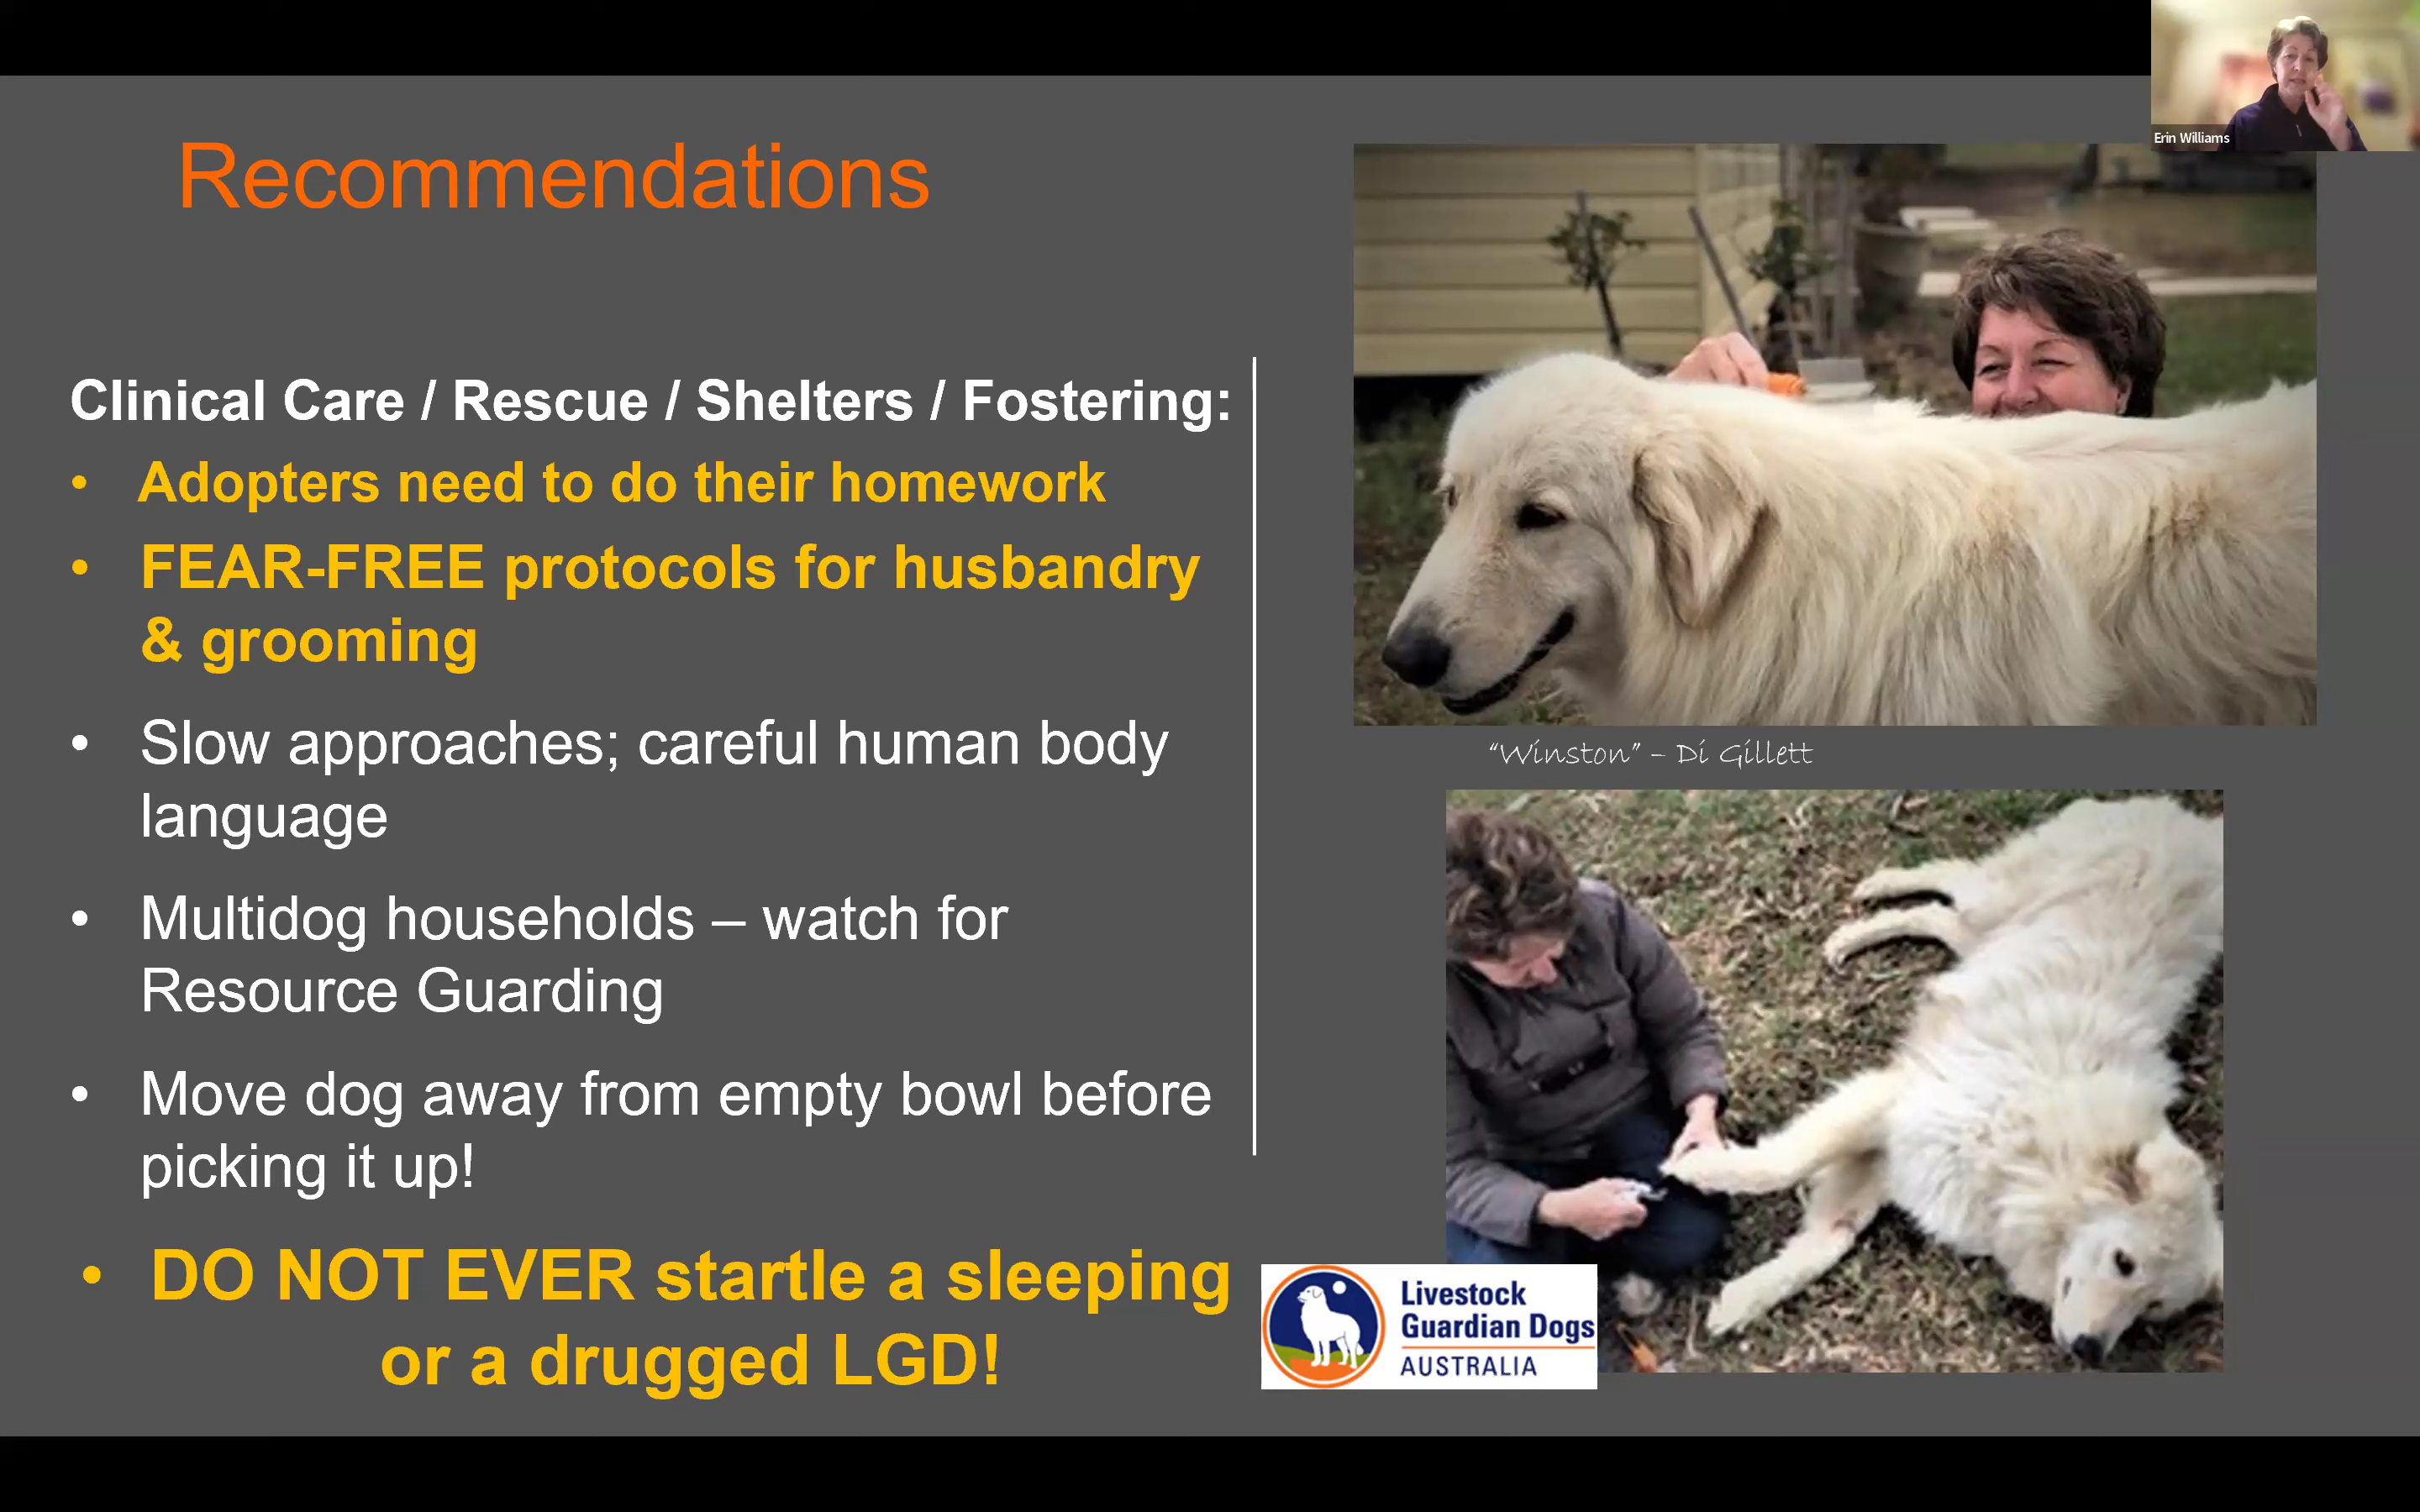 Erin Williams
Recommendations
Clinical Care / Rescue / Shelters / Fostering:
• Adopters need to do their homework
• FEAR-FREE protocols for husbandry
& grooming
• Slow approaches; careful human body
language
• Multidog households – watch for
Resource Guarding
• Move dog away from empty bowl before
picking it up!
• DO NOT EVER startle a sleeping
or a drugged LGD!
“Winston” – Di Gillett
Livestock
Guardian Dogs
AUSTRALIA